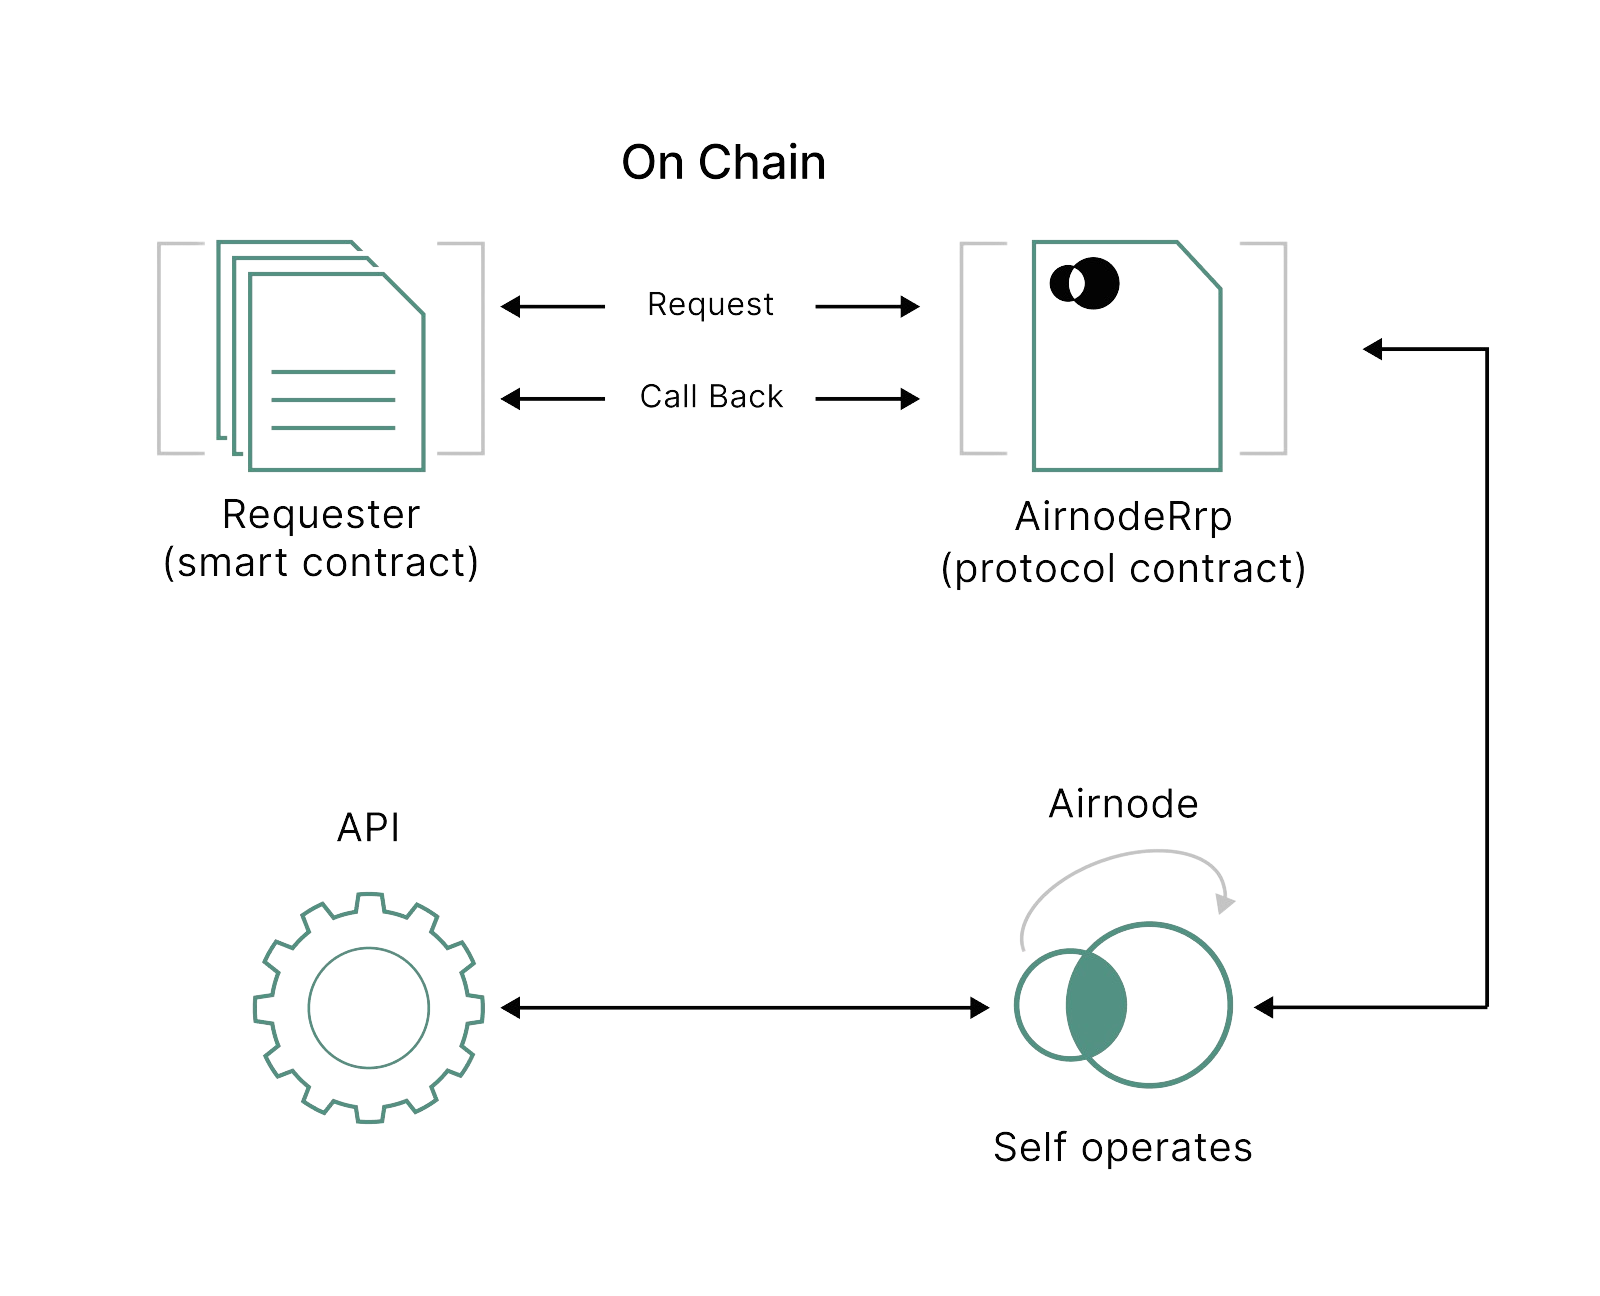 On Chain
Request
Call Back
Requester
(smart contract)
AirnodeRrp
(protocol contract)
API
Airnode
Self operates